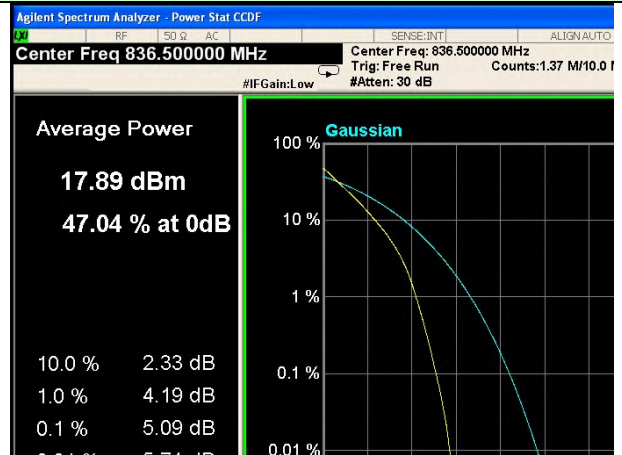 Agilent Spectrum Analyzer - Power Stat CCDF
LXI RF 50 Ω AC SENSE:INT ALIGN AUTO
Center Freq 836.500000 MHz
Center Freq: 836.500000 MHz
Trig: Free Run Counts:1.37 M/10.0
#IFGain:Low #Atten: 30 dB
Average Power
17.89 dBm
47.04 % at 0dB
10.0 % 2.33 dB
1.0 % 4.19 dB
0.1 % 5.09 dB
Gaussian
100 %
10 %
1 %
0.1 %
0.01 %